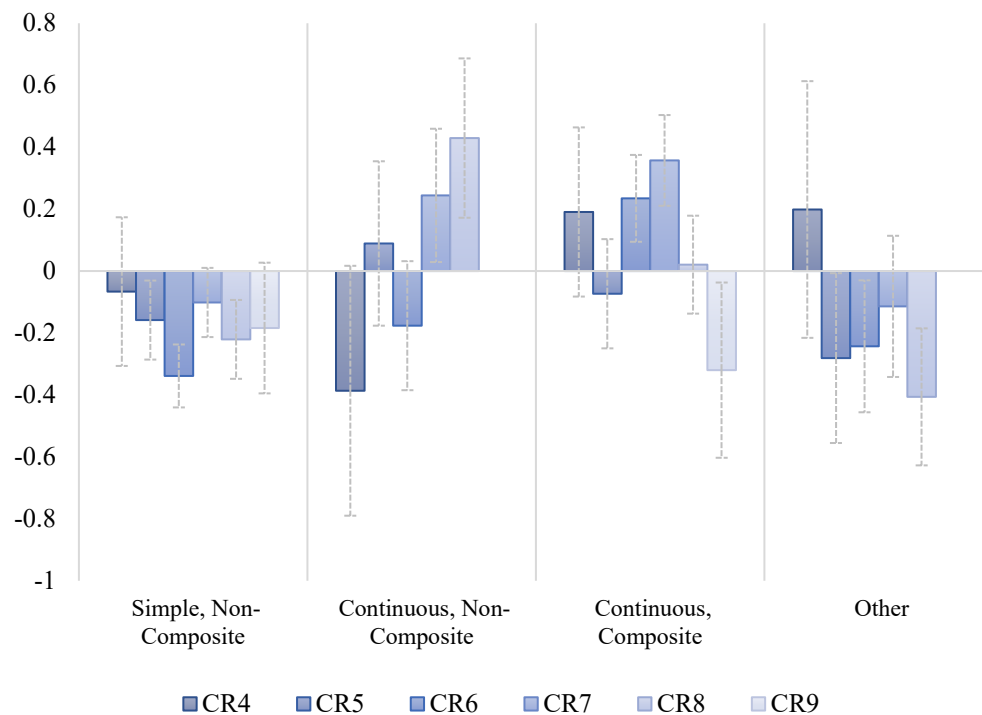 0.8
0.6
0.4
0.2
0
-0.2
-0.4
-0.6
-0.8
-1
Simple, Non-
Composite
Continuous, Non-
Composite
Continuous,
Composite
Other
CR4 CR5 CR6 CR7 CR8 CR9